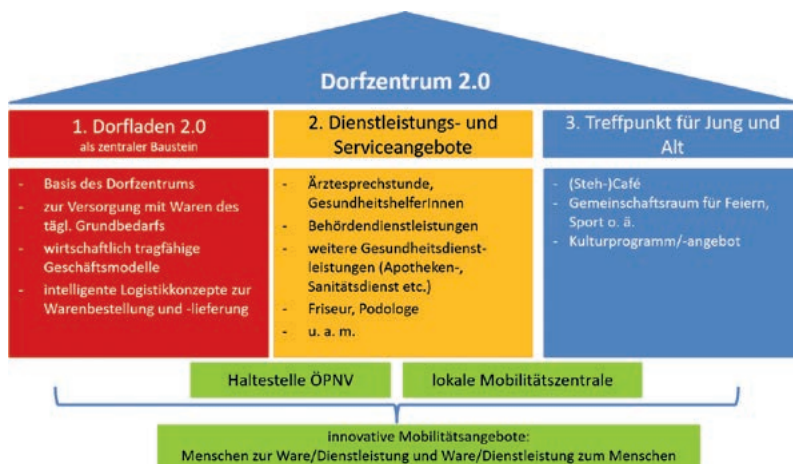 Dorfzentrum 2.0
1. Dorfladen 2.0
als zentraler Baustein
- Basis des Dorfzentrums
- zur Versorgung mit Waren des
tägl. Grundbedarfs
- wirtschaftlich tragfähige
Geschäftsmodelle
- intelligente Logistikkonzepte zur
Warenbestellung und -lieferung
2. Dienstleistungs- und
Serviceangebote
- Ärztesprechstunde,
GesundheitshelferInnen
- Behördendienstleistungen
- weitere Gesundheitsdienst-
leistungen (Apotheken-,
Sanitätsdienst etc.)
- Friseur, Podologe
- u. a. m.
3. Treffpunkt für Jung und
Alt
- (Steh-)Café
- Gemeinschaftsraum für Feiern,
Sport o. ä.
- Kulturprogramm/-angebot
Haltestelle ÖPNV
lokale Mobilitätszentrale
innovative Mobilitätsangebote:
Menschen zur Ware/Dienstleistung und Ware/Dienstleistung zum Menschen